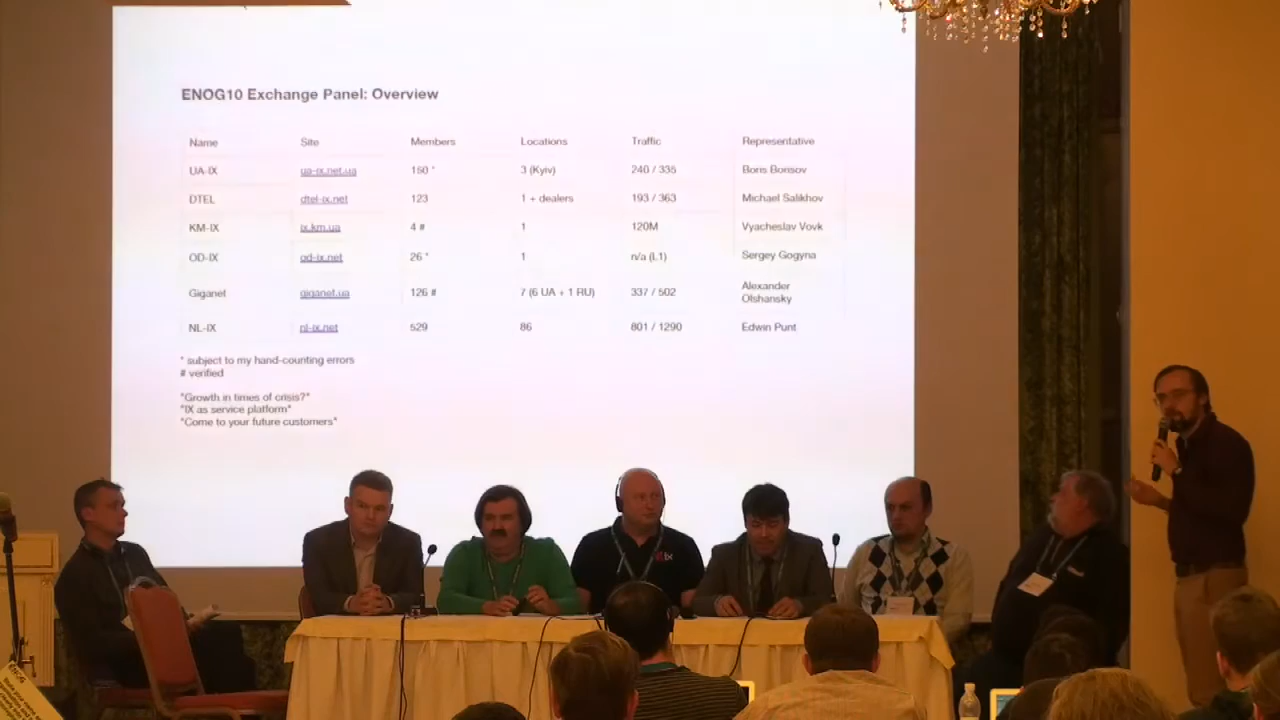 ENOG10 Exchange Panel: Overview
Name Site Members Locations Traffic Representative
UA-IX ua-ix.net.ua 150 * 3 (Kyiv) 240 / 335 Boris Borisov
DTEL dtel-ix.net 123 1 + dealers 193 / 363 Michael Salikhov
KM-IX ix.km.ua 4 # 1 120M Vyacheslav Vovk
OD-IX od-ix.net 26 * 1 n/a (L1) Sergey Gogyna
Giganet giganet.ua 126 # 7 (6 UA + 1 RU) 337 / 502 Alexander
Olshansky
NL-IX nl-ix.net 529 86 801 / 1290 Edwin Punt
* subject to my hand-counting errors
# verified
"Growth in times of crisis?"
"IX as service platform"
"Come to your future customers"